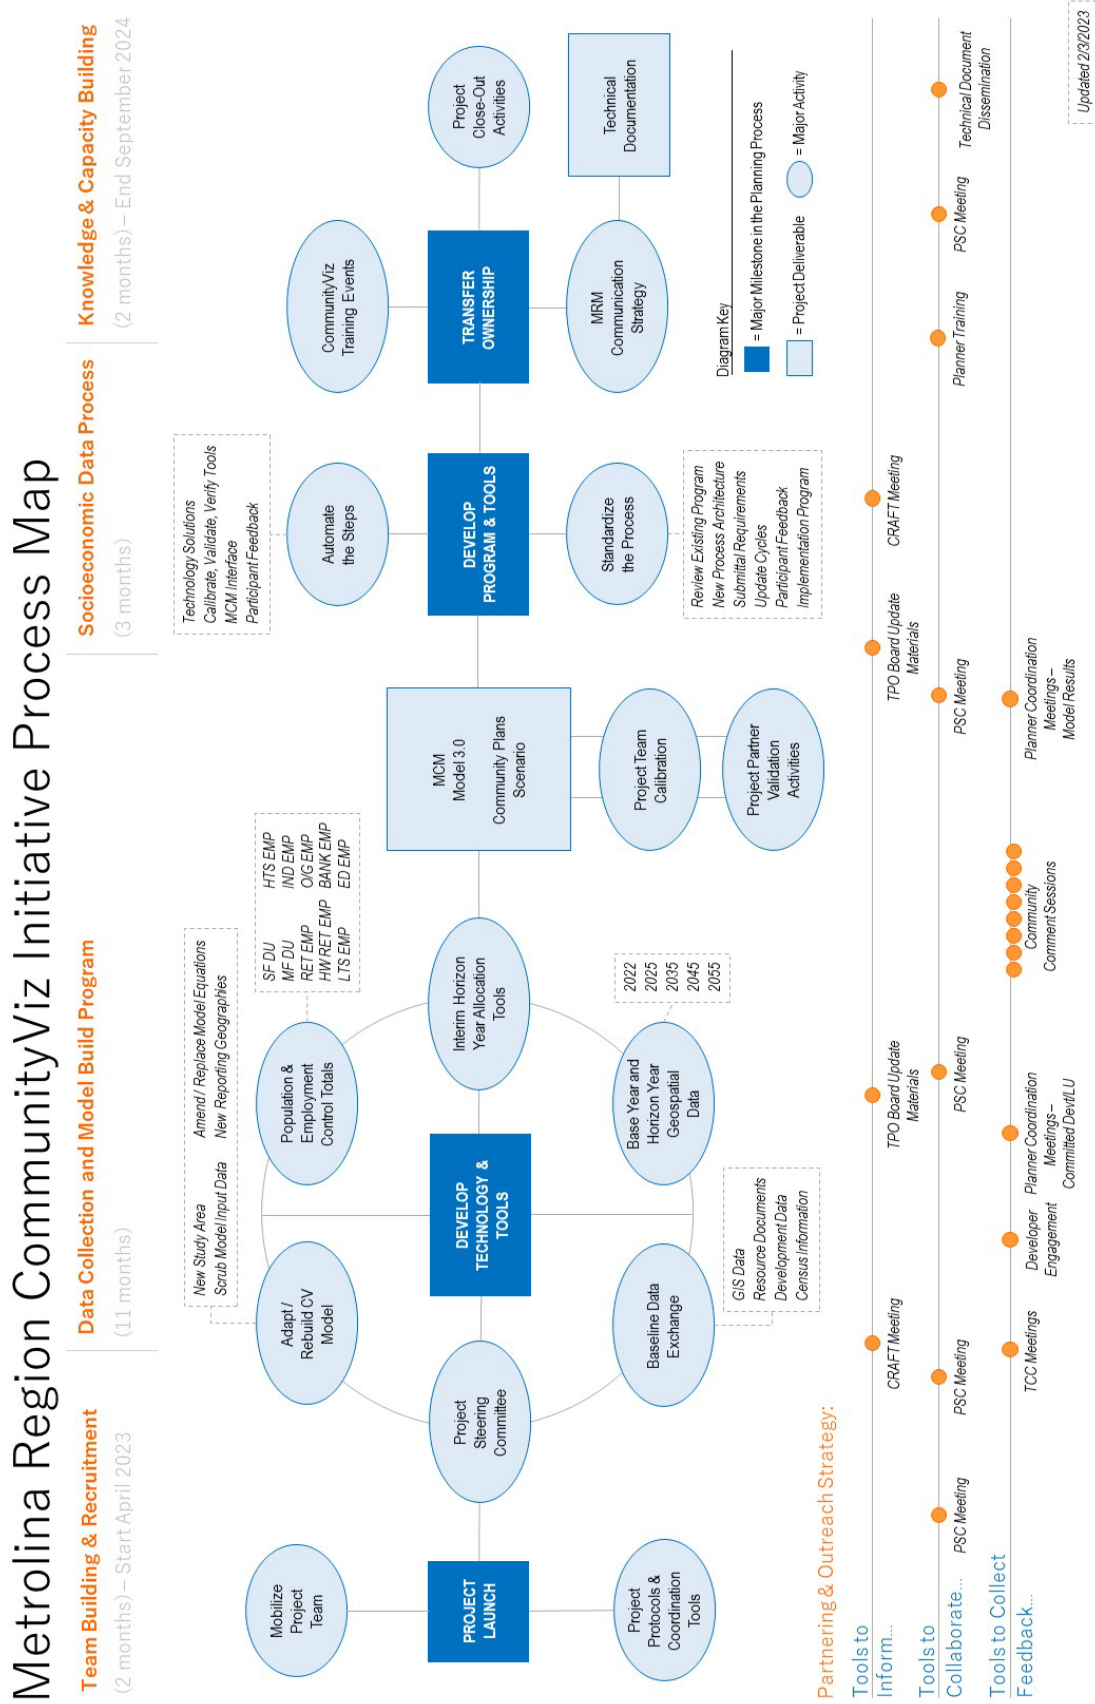 Metrolina Region CommunityViz Initiative Process Map
Team Building & Recruitment
(2 months) – Start April 2023
Data Collection and Model Build Program
(11 months)
Socioeconomic Data Process
(3 months)
Knowledge & Capacity Building
(2 months) – End September 2024
Mobilize
Project
Team
PROJECT
LAUNCH
Project
Protocols &
Coordination
Tools
Project
Steering
Committee
New Study Area
Scrub Model Input Data
Amend / Replace Model Equations
New Reporting Geographies
Adapt /
Rebuild CV
Model
Population &
Employment
Control Totals
SF DU
MF DU
RET EMP
HW RET EMP
LTS EMP
HTS EMP
IND EMP
O/G EMP
BANK EMP
ED EMP
DEVELOP
TECHNOLOGY &
TOOLS
Interim Horizon
Year Allocation
Tools
Baseline Data
Exchange
GIS Data
Resource Documents
Development Data
Census Information
Base Year and
Horizon Year
Geospatial
Data
2022
2025
2035
2045
2055
MCM
Model 3.0
Community Plans
Scenario
Project Team
Calibration
Project Partner
Validation
Activities
Technology Solutions
Calibrate, Validate, Verify Tools
MCM Interface
Participant Feedback
Automate
the Steps
DEVELOP
PROGRAM & TOOLS
Standardize
the Process
Review Existing Program
New Process Architecture
Submittal Requirements
Update Cycles
Participant Feedback
Implementation Program
CommunityViz
Training Events
TRANSFER
OWNERSHIP
MRM
Communication
Strategy
Project
Close-Out
Activities
Technical
Documentation
Diagram Key
= Major Milestone in the Planning Process
= Project Deliverable
= Major Activity
Partnering & Outreach Strategy:
Tools to
Inform...
CRAFT Meeting
TPO Board Update
Materials
TPO Board Update
Materials
CRAFT Meeting
Tools to
Collaborate...
PSC Meeting
PSC Meeting
PSC Meeting
PSC Meeting
Planner Training
PSC Meeting
Technical Document
Dissemination
Tools to Collect
Feedback...
TCC Meetings
Developer
Engagement
Planner Coordination
Meetings –
Committed Devt/LU
Community
Comment Sessions
Planner Coordination
Meetings –
Model Results
Updated 2/3/2023